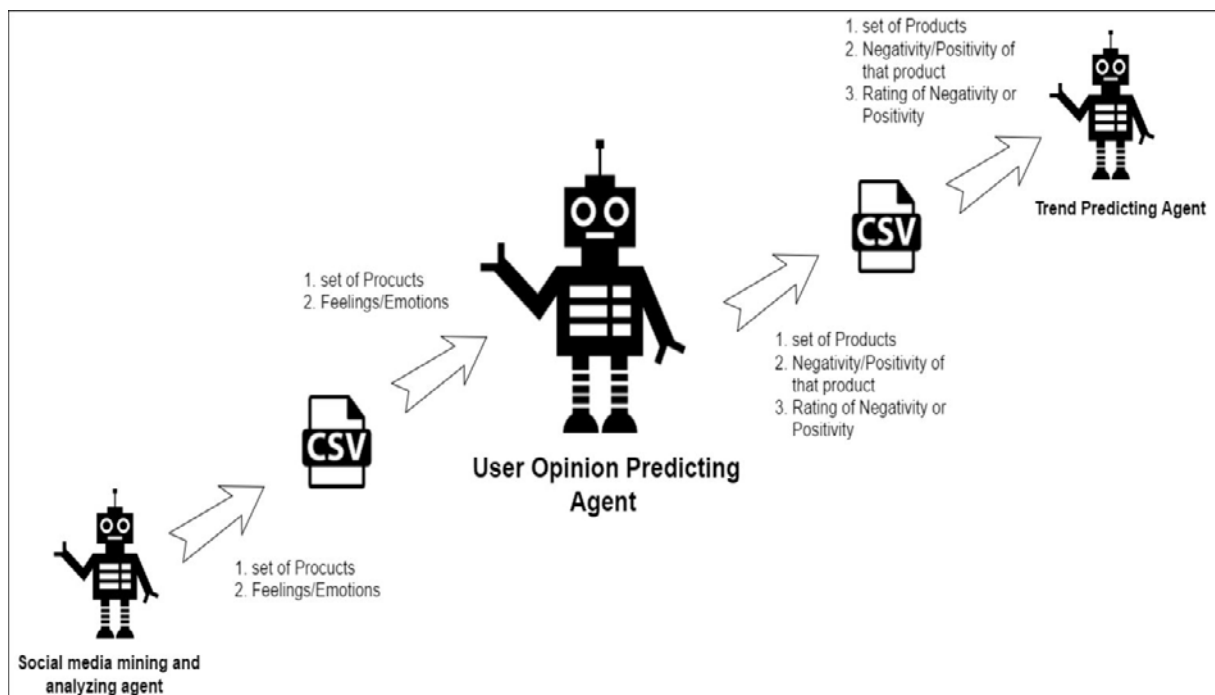 1. set of Products
2. Negativity/Positivity of
that product
3. Rating of Negativity or
Positivity
Trend Predicting Agent
CSV
1. set of Procucts
2. Feelings/Emotions
1. set of Products
2. Negativity/Positivity of
that product
3. Rating of Negativity or
Positivity
CSV
User Opinion Predicting
Agent
1. set of Procucts
2. Feelings/Emotions
Social media mining and
analyzing agent